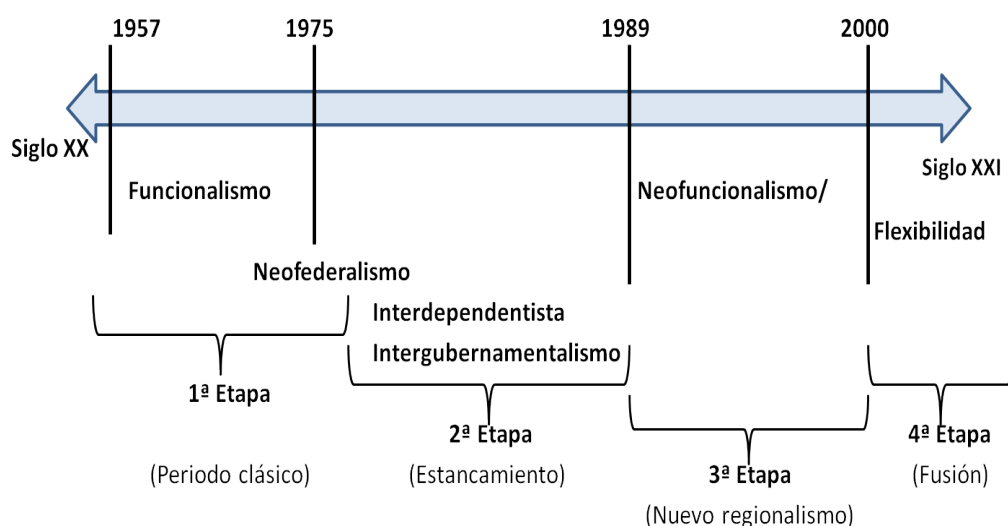 1957
1975
1989
2000
Siglo XX
Siglo XXI
Funcionalismo
Neofuncionalismo/
Flexibilidad
Neofederalismo
Interdependentista
Intergubernamentalismo
1ª Etapa
2ª Etapa
4ª Etapa
(Periodo clásico)
(Estancamiento)
3ª Etapa
(Fusión)
(Nuevo regionalismo)